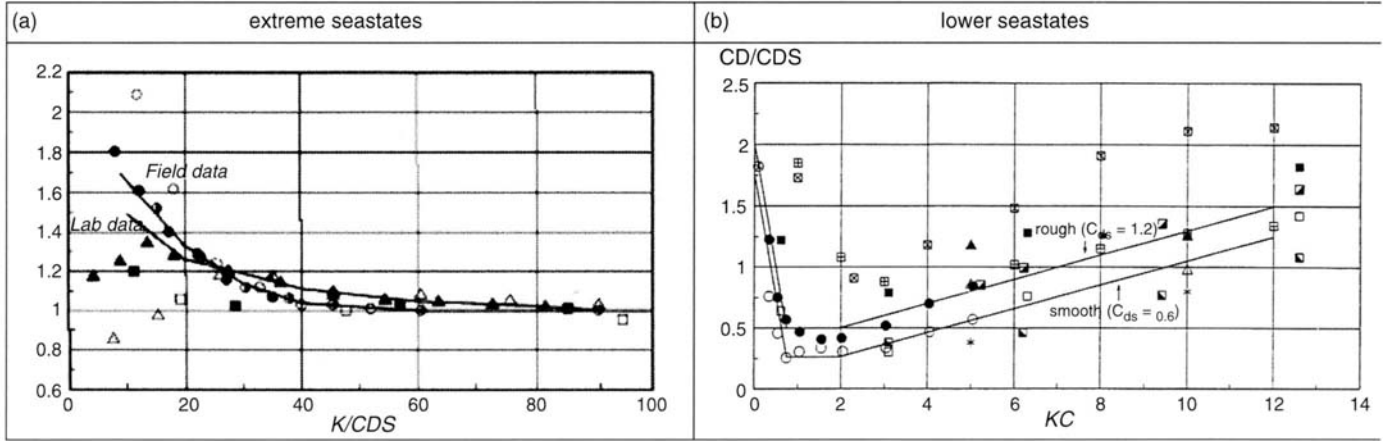 (a) extreme seastates
2.2
2
1.8
1.6
1.4
1.2
1.0
0.8
0.6
Field data
Lab data
0 20 40 60 80 100
K/CDS
(b) lower seastates
CD/CDS
2.5
2
1.5
1
0.5
0
rough (Cds = 1.2)
smooth (Cds = 0.6)
0 2 4 6 8 10 12 14
KC